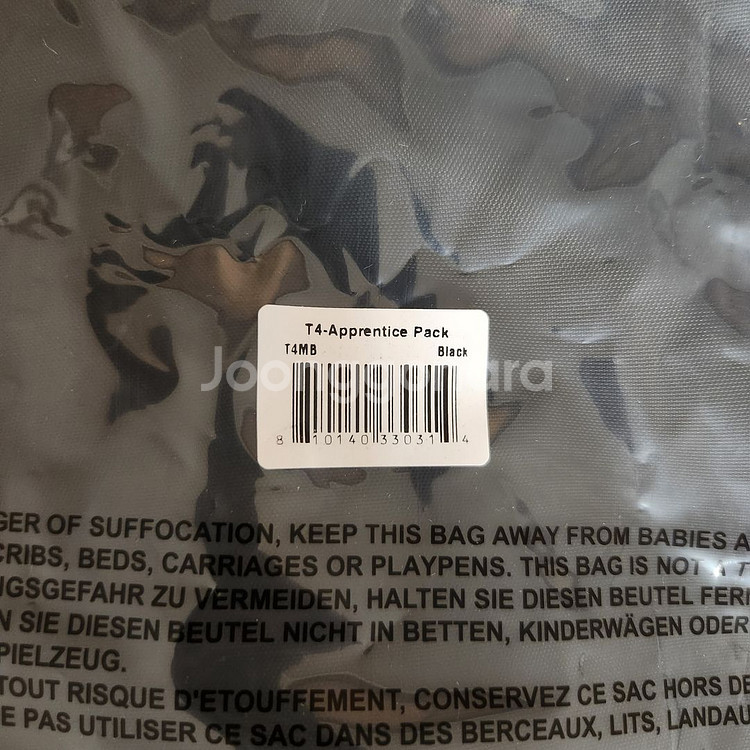 T4-Apprentice Pack
T4MB Black
Joonggonara
8 10140 33031 4
GER OF SUFFOCATION, KEEP THIS BAG AWAY FROM BABIES A
CRIBS, BEDS, CARRIAGES OR PLAYPENS. THIS BAG IS NOT A T
NGSGEFAHR ZU VERMEIDEN, HALTEN SIE DIESEN BEUTEL FER
N SIE DIESEN BEUTEL NICHT IN BETTEN, KINDERWÄGEN ODER
PIELZEUG.
TOUT RISQUE D'ETOUFFEMENT, CONSERVEZ CE SAC HORS DE
E PAS UTILISER CE SAC DANS DES BERCEAUX, LITS, LANDAU